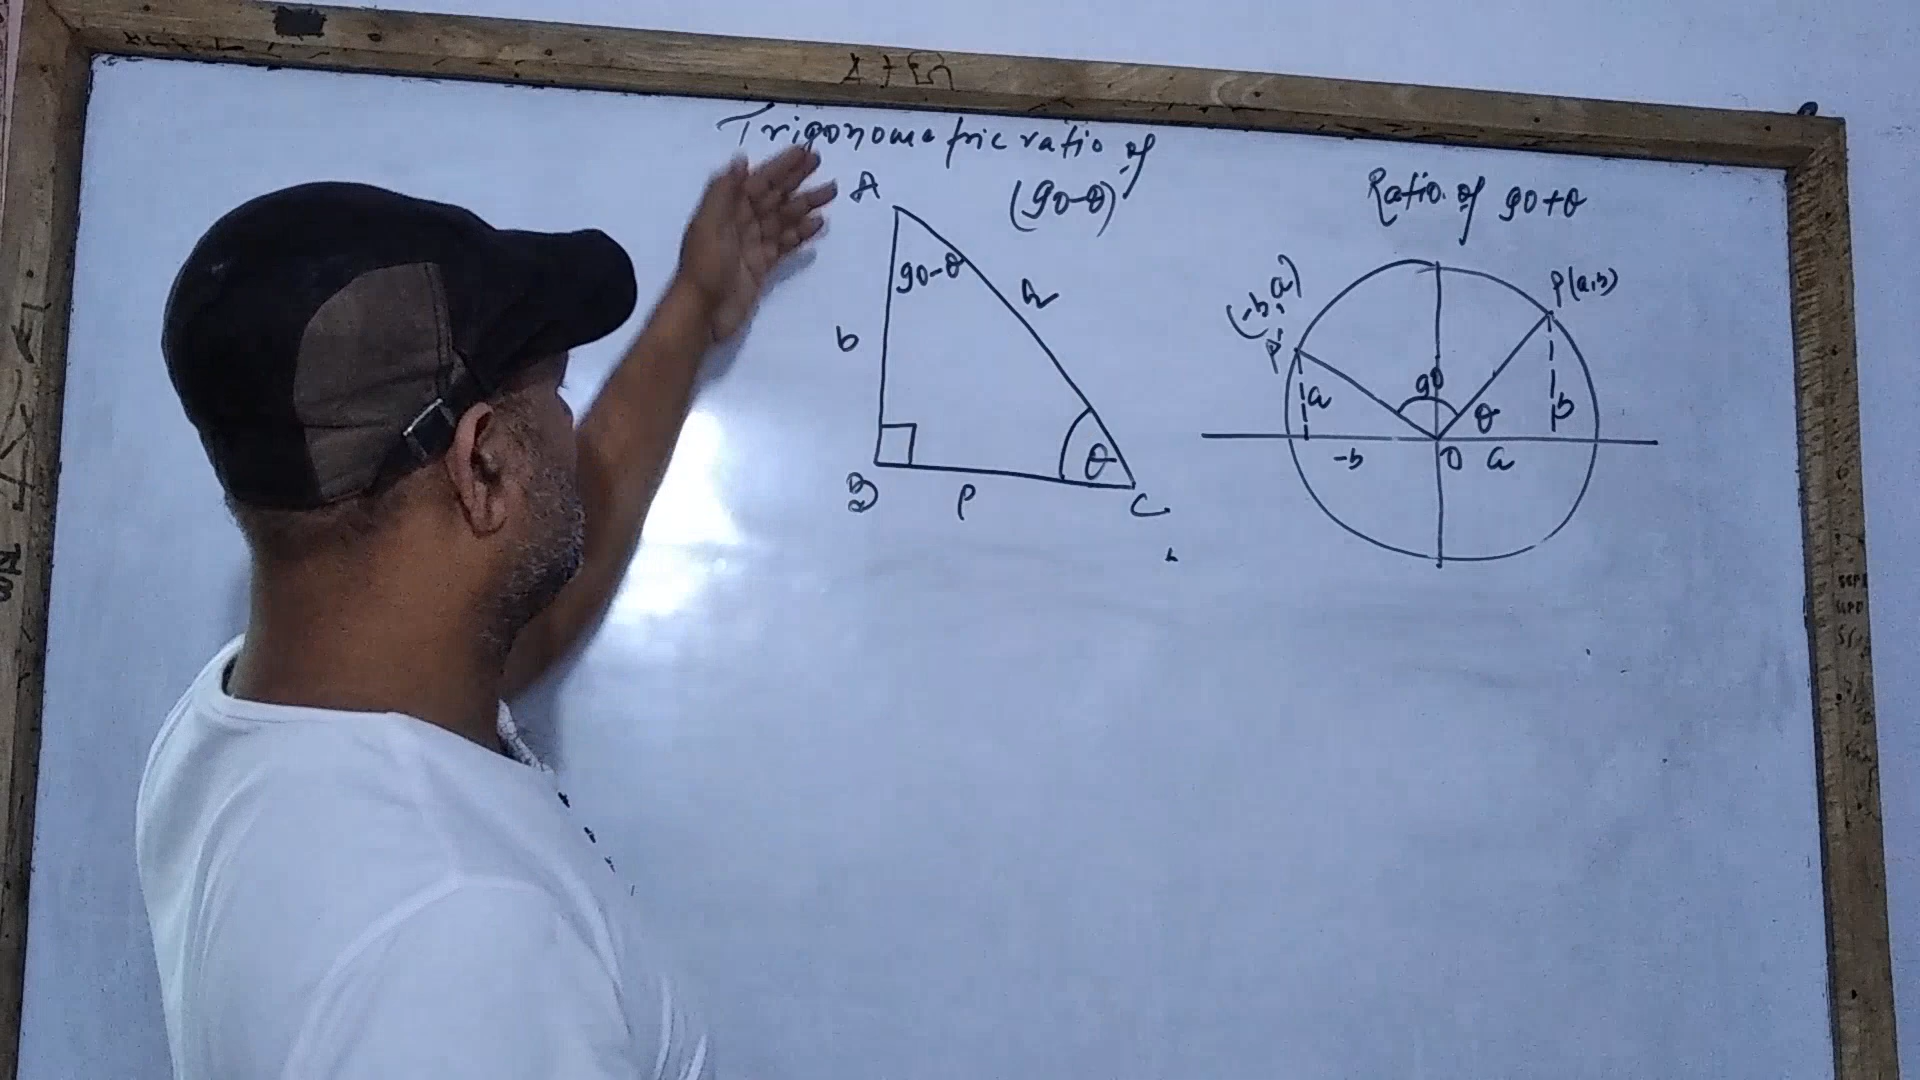 Trigonometric ratio of
(90-θ)
A
90-θ
h
b
B
P
C
θ
Ratio of 90+θ
P(a,b)
(-b,a)
P'
a
90
θ
b
-b
O
a